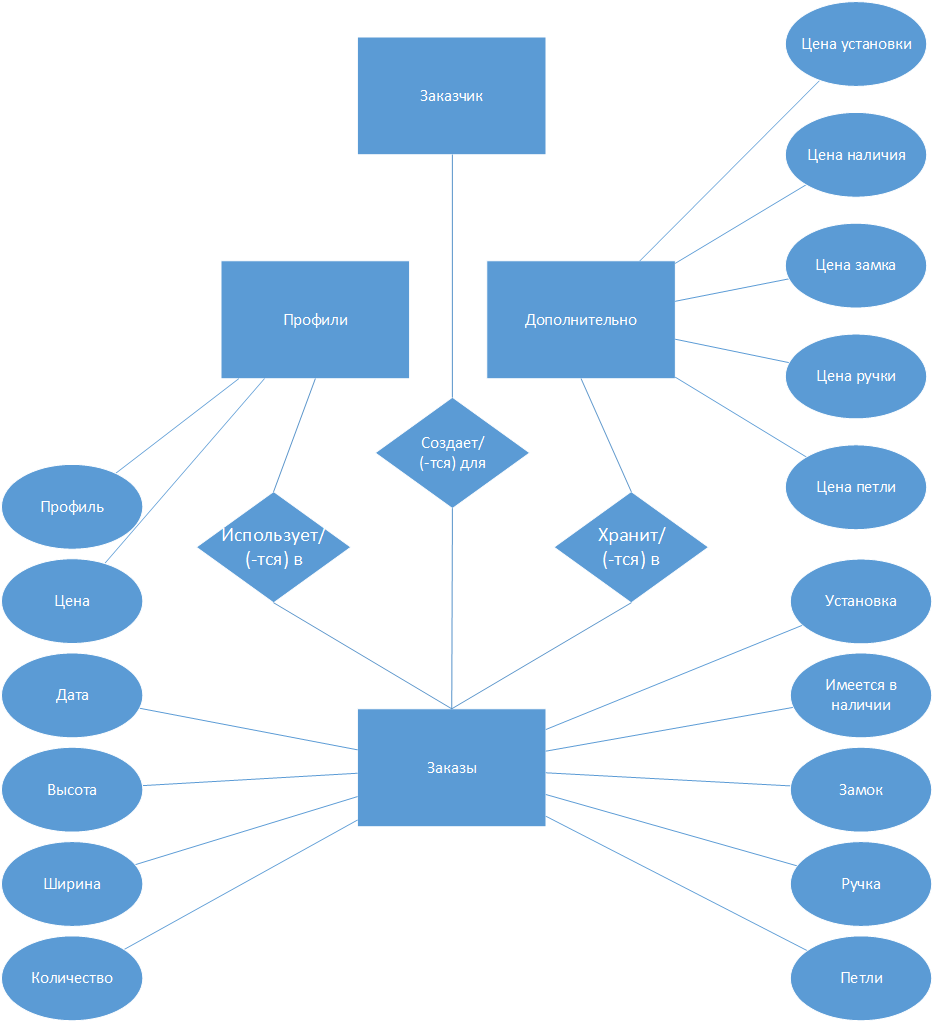 Цена установки
Заказчик
Цена наличия
Цена замка
Профили
Дополнительно
Цена ручки
Создает/
(-тся) для
Цена петли
Профиль
Использует/
(-тся) в
Хранит/
(-тся) в
Цена
Установка
Дата
Имеется в
наличии
Заказы
Высота
Замок
Ширина
Ручка
Количество
Петли